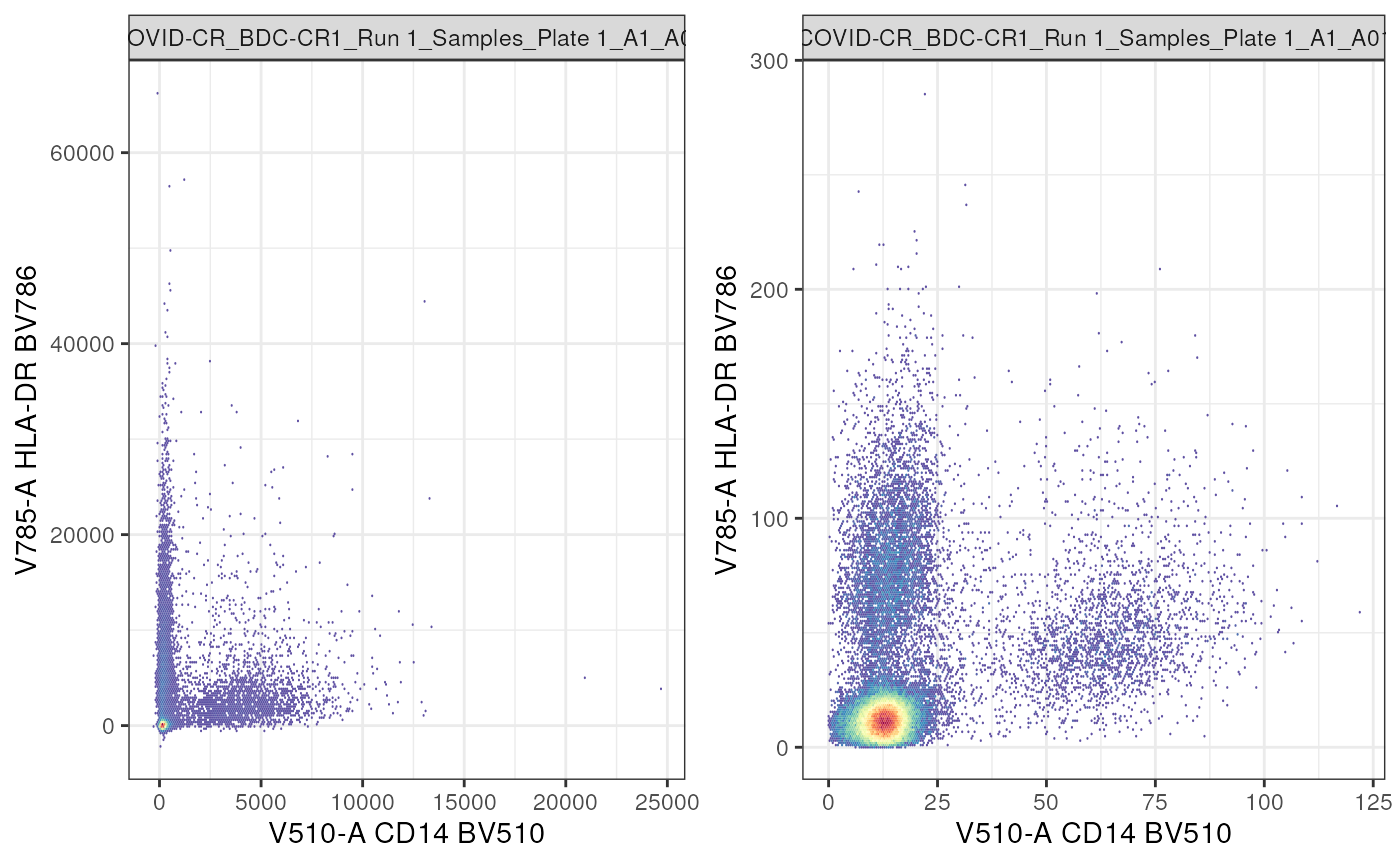 OVID-CR_BDC-CR1_Run 1_Samples_Plate 1_A1_A0
60000
40000
20000
0
0 5000 10000 15000 20000 25000
V510-A CD14 BV510
V785-A HLA-DR BV786
COVID-CR_BDC-CR1_Run 1_Samples_Plate 1_A1_A01
300
200
100
0
0 25 50 75 100 125
V510-A CD14 BV510
V785-A HLA-DR BV786